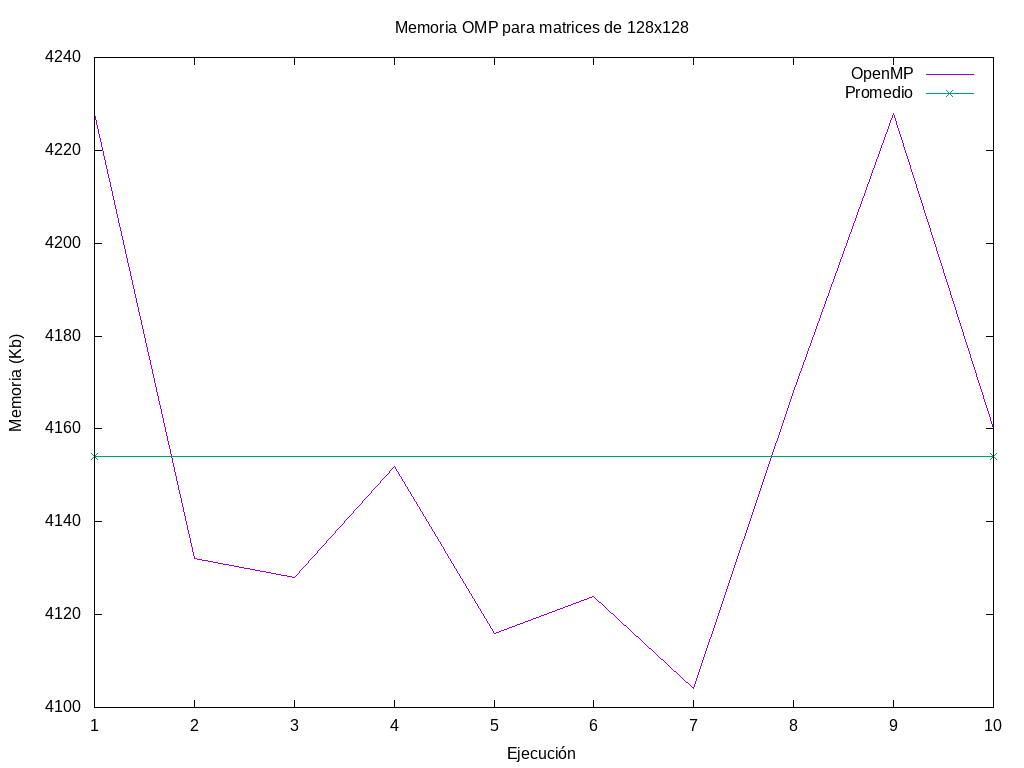 Memoria OMP para matrices de 128x128
OpenMP
Promedio
4240
4220
4200
4180
4160
4140
4120
4100
Memoria (Kb)
1 2 3 4 5 6 7 8 9 10
Ejecución